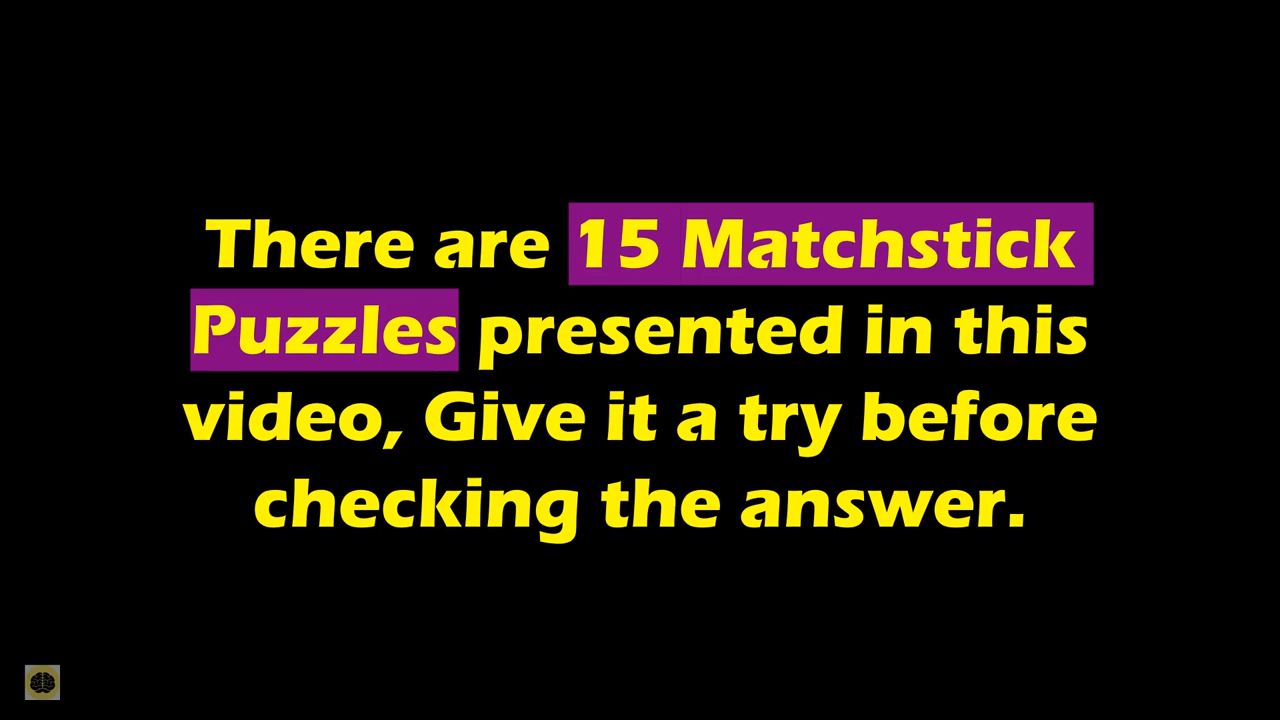 There are 15 Matchstick
Puzzles presented in this
video, Give it a try before
checking the answer.